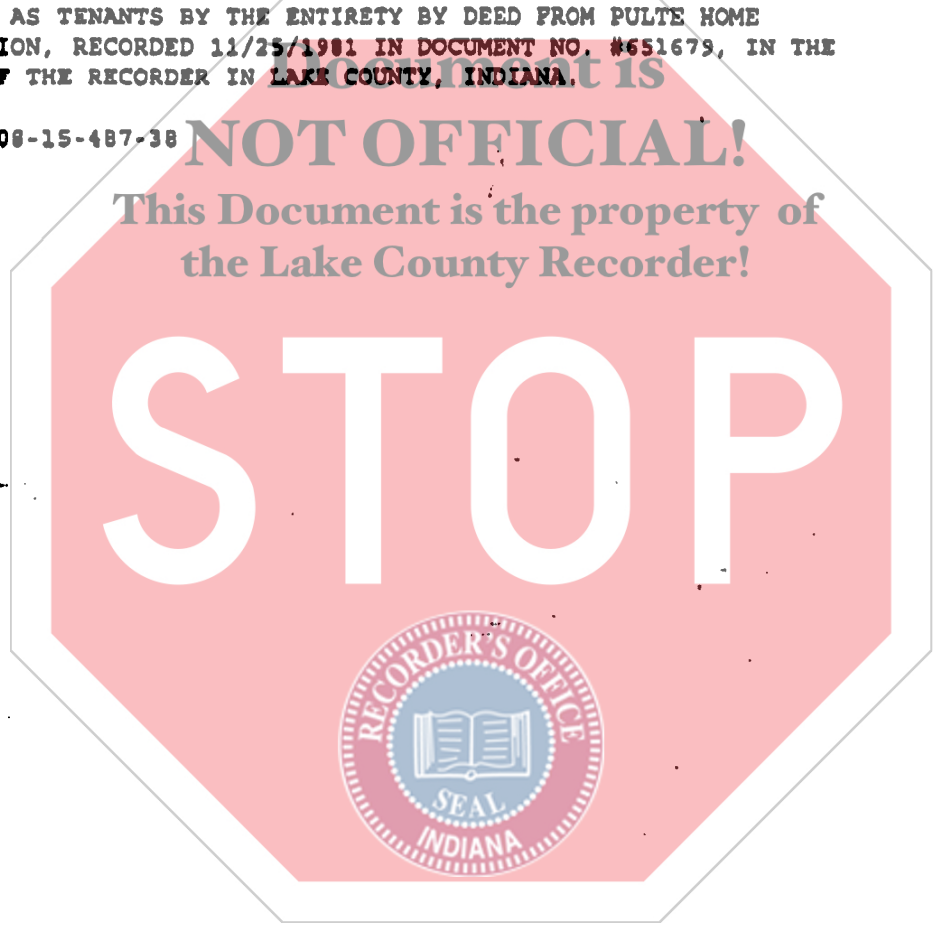 AS TENANTS BY THE ENTIRETY BY DEED FROM PULTE HOME
ION, RECORDED 11/25/1981 IN DOCUMENT NO. #651679, IN THE
F THE RECORDER IN LAKE COUNTY, INDIANA.
Document is
08-15-487-38
NOT OFFICIAL!
This Document is the property of
the Lake County Recorder!
STOP
RECORDER'S OFFICE
SEAL
INDIANA